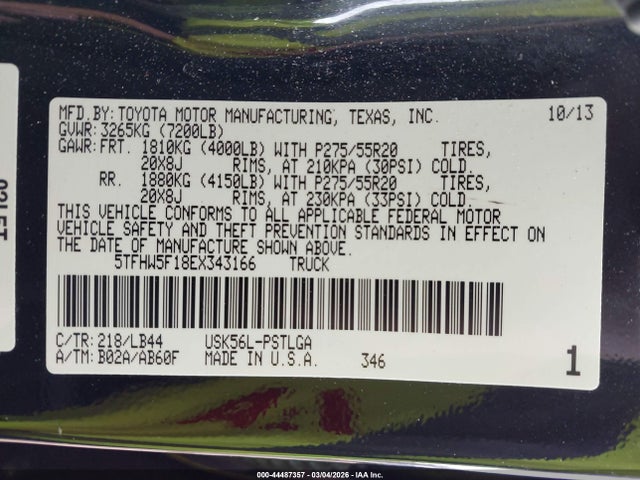 MFD.BY:TOYOTA MOTOR MANUFACTURING, TEXAS, INC. 10/13
GVWR:3265KG (7200LB)
GAWR:FRT. 1810KG (4000LB) WITH P275/55R20 TIRES,
20X8J RIMS, AT 210KPA (30PSI) COLD.
RR. 1880KG (4150LB) WITH P275/55R20 TIRES,
20X8J RIMS, AT 230KPA (33PSI) COLD.
THIS VEHICLE CONFORMS TO ALL APPLICABLE FEDERAL MOTOR
VEHICLE SAFETY AND THEFT PREVENTION STANDARDS IN EFFECT ON
THE DATE OF MANUFACTURE SHOWN ABOVE.
5TFHW5F18EX343166 TRUCK
C/TR:218/LB44 USK56L-PSTLGA
A/TM:B02A/AB60F MADE IN U.S.A. 346 1
000-44487357 - 03/04/2026 - IAA Inc.